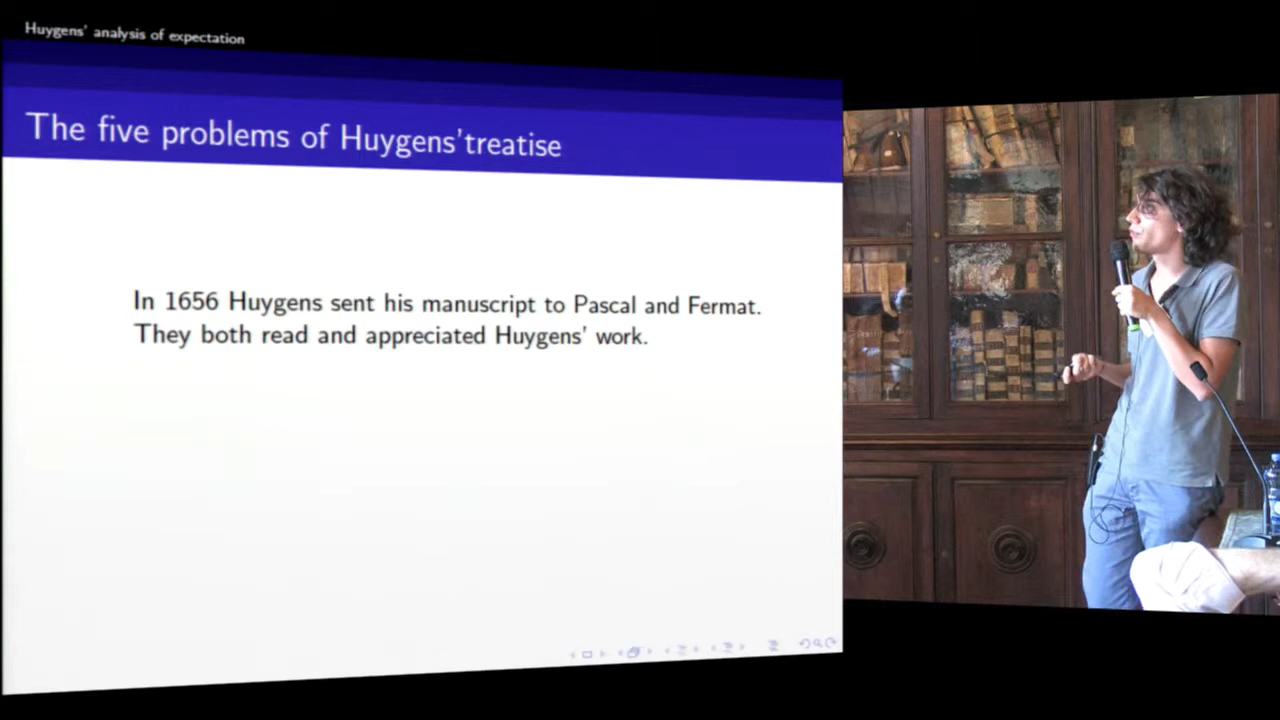 Huygens' analysis of expectation
The five problems of Huygens'treatise
In 1656 Huygens sent his manuscript to Pascal and Fermat.
They both read and appreciated Huygens' work.